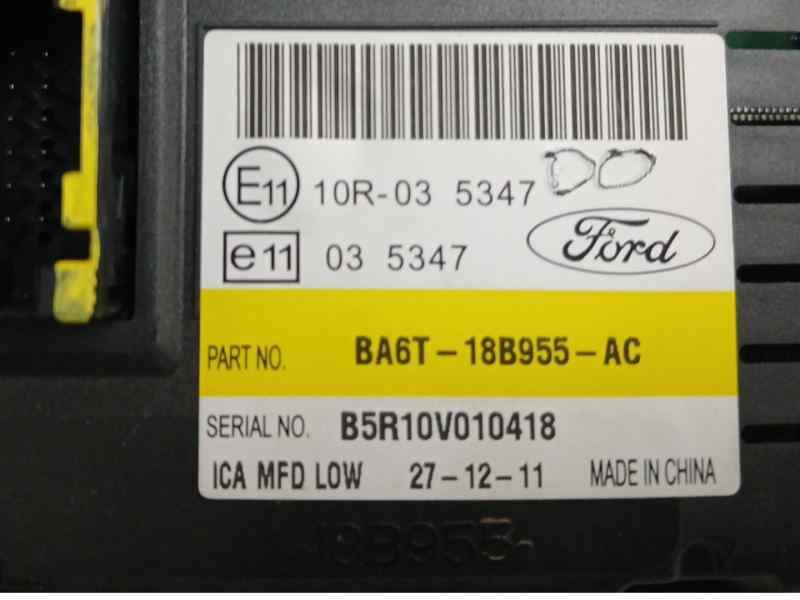 E11 10R-03 5347
Ford
e11 03 5347
PART NO. BA6T-18B955-AC
SERIAL NO. B5R10V010418
ICA MFD LOW 27-12-11 MADE IN CHINA
18B955